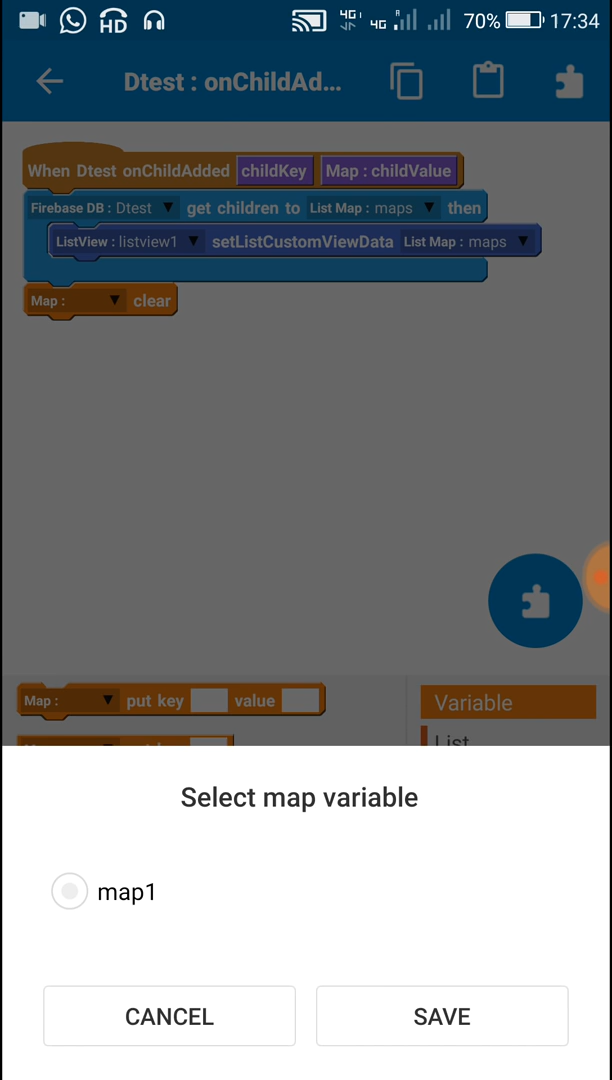 HD 4G 4G R 70% 17:34
Dtest : onChildAd...
When Dtest onChildAdded childKey Map : childValue
Firebase DB : Dtest get children to List Map : maps then
ListView : listview1 setListCustomViewData List Map : maps
Map : clear
Map : put key value
Variable
List
Select map variable
map1
CANCEL SAVE